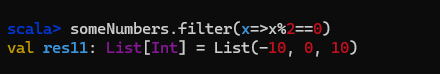 scala> someNumbers.filter(x=>x%2==0)
val res11: List[Int] = List(-10, 0, 10)